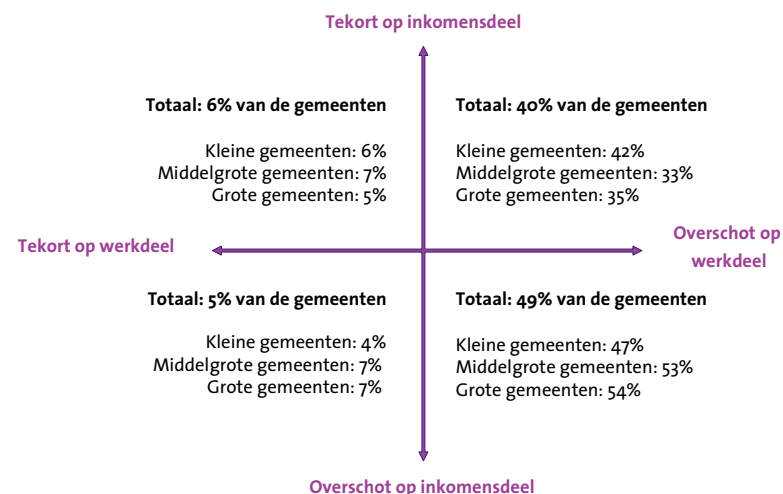 Tekort op inkomensdeel
Totaal: 6% van de gemeenten
Kleine gemeenten: 6%
Middelgrote gemeenten: 7%
Grote gemeenten: 5%
Totaal: 40% van de gemeenten
Kleine gemeenten: 42%
Middelgrote gemeenten: 33%
Grote gemeenten: 35%
Tekort op werkdeel
Overschot op
werkdeel
Totaal: 5% van de gemeenten
Kleine gemeenten: 4%
Middelgrote gemeenten: 7%
Grote gemeenten: 7%
Totaal: 49% van de gemeenten
Kleine gemeenten: 47%
Middelgrote gemeenten: 53%
Grote gemeenten: 54%
Overschot op inkomensdeel